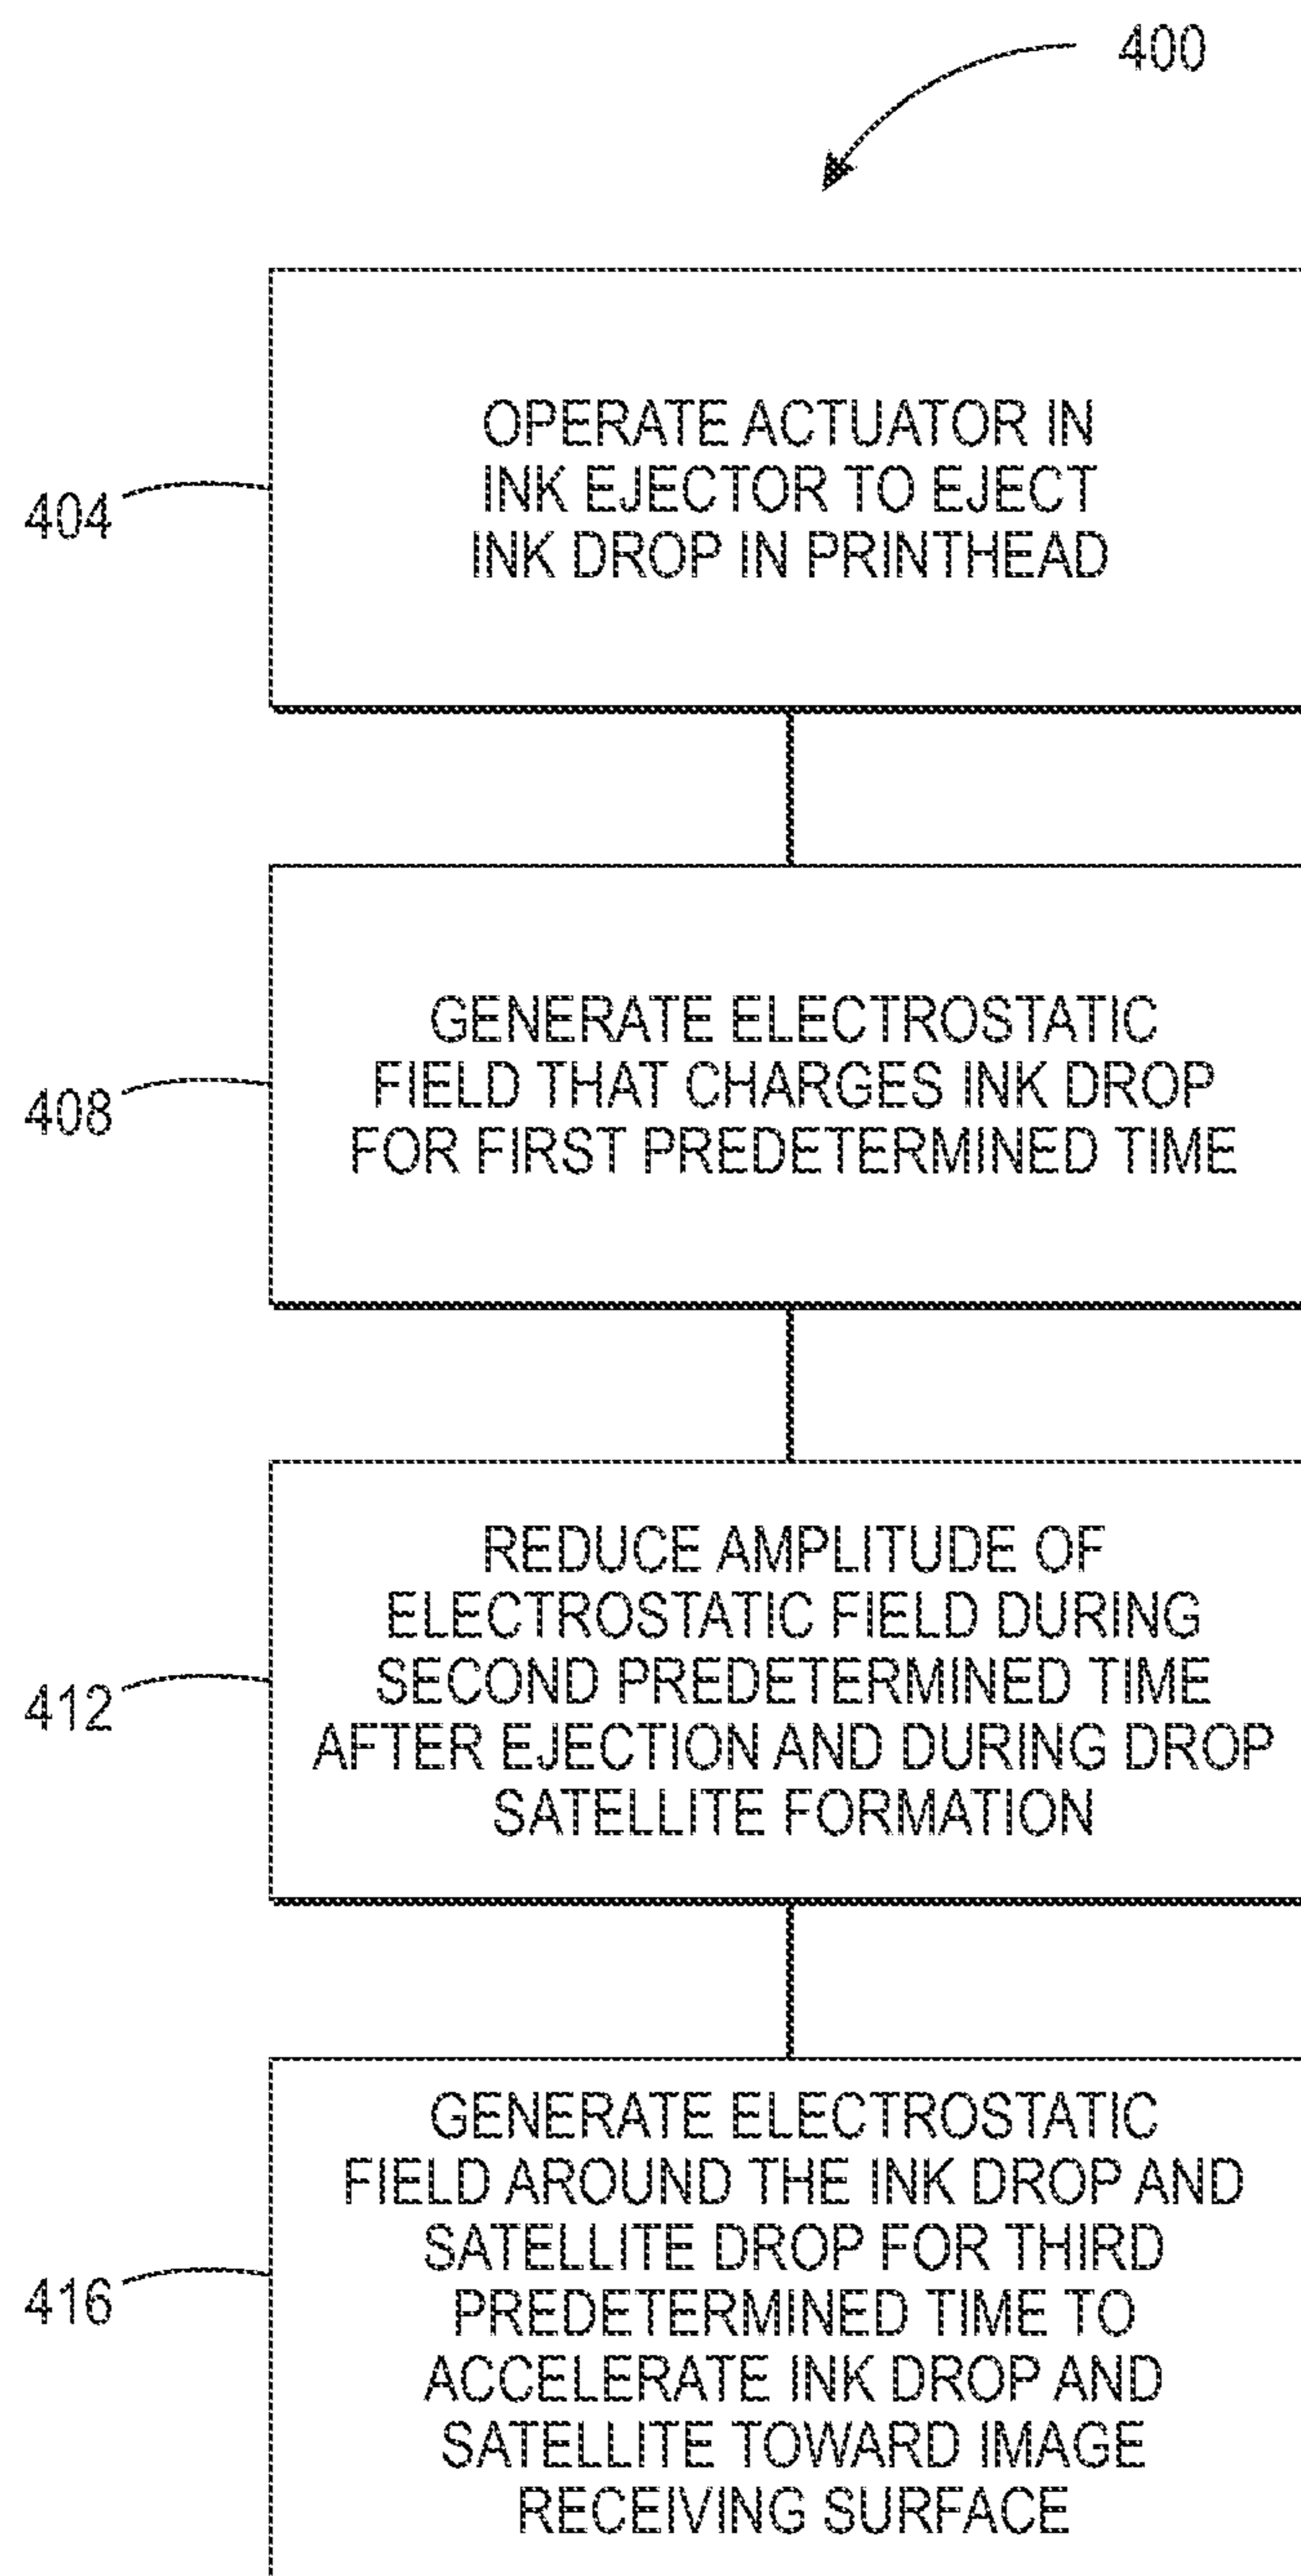 400
404
OPERATE ACTUATOR IN
INK EJECTOR TO EJECT
INK DROP IN PRINTHEAD
408
GENERATE ELECTROSTATIC
FIELD THAT CHARGES INK DROP
FOR FIRST PREDETERMINED TIME
412
REDUCE AMPLITUDE OF
ELECTROSTATIC FIELD DURING
SECOND PREDETERMINED TIME
AFTER EJECTION AND DURING DROP
SATELLITE FORMATION
416
GENERATE ELECTROSTATIC
FIELD AROUND THE INK DROP AND
SATELLITE DROP FOR THIRD
PREDETERMINED TIME TO
ACCELERATE INK DROP AND
SATELLITE TOWARD IMAGE
RECEIVING SURFACE